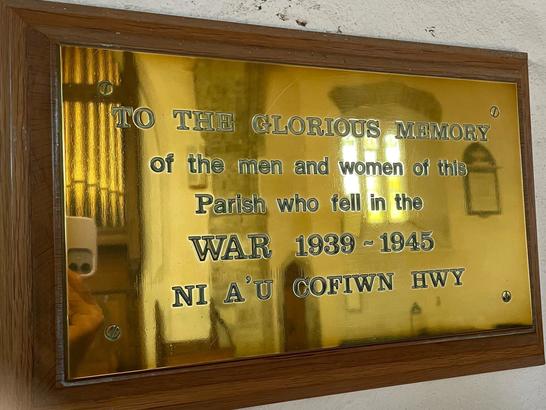 TO THE GLORIOUS MEMORY
of the men and women of this
Parish who fell in the
WAR 1939 ~ 1945
NI A'U COFIWN HWY